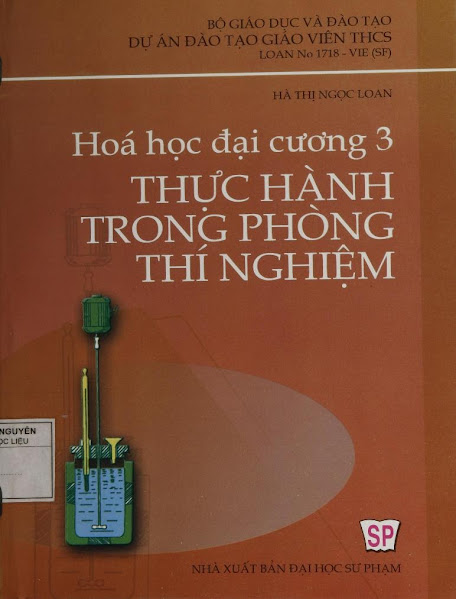 BỘ GIÁO DỤC VÀ ĐÀO TẠO
DỰ ÁN ĐÀO TẠO GIÁO VIÊN THCS
LOAN No 1718 - VIE (SF)
HÀ THỊ NGỌC LOAN
Hoá học đại cương 3
THỰC HÀNH
TRONG PHÒNG
THÍ NGHIỆM
NGUYÊN
ỌC LIỆU
SP
NHÀ XUẤT BẢN ĐẠI HỌC SƯ PHẠM